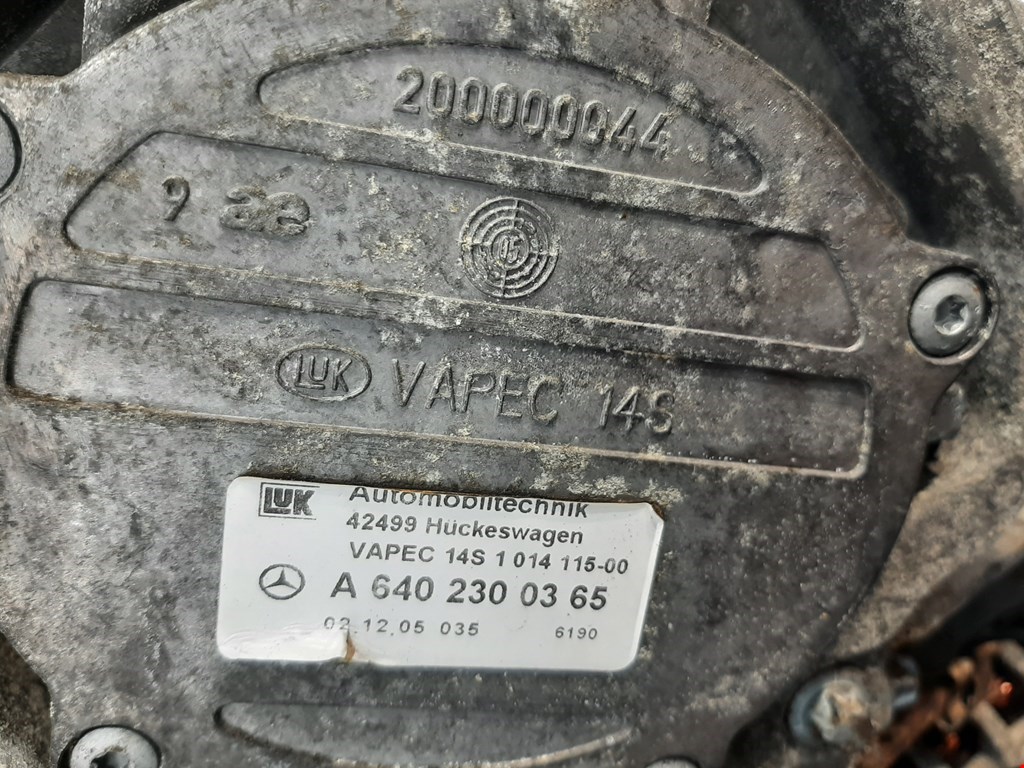 200000044
9
15
LUK VAPEC 14S
LUK Automobiltechnik
42499 Hückeswagen
VAPEC 14S 1 014 115-00
A 640 230 03 65
02.12.05 035 6190